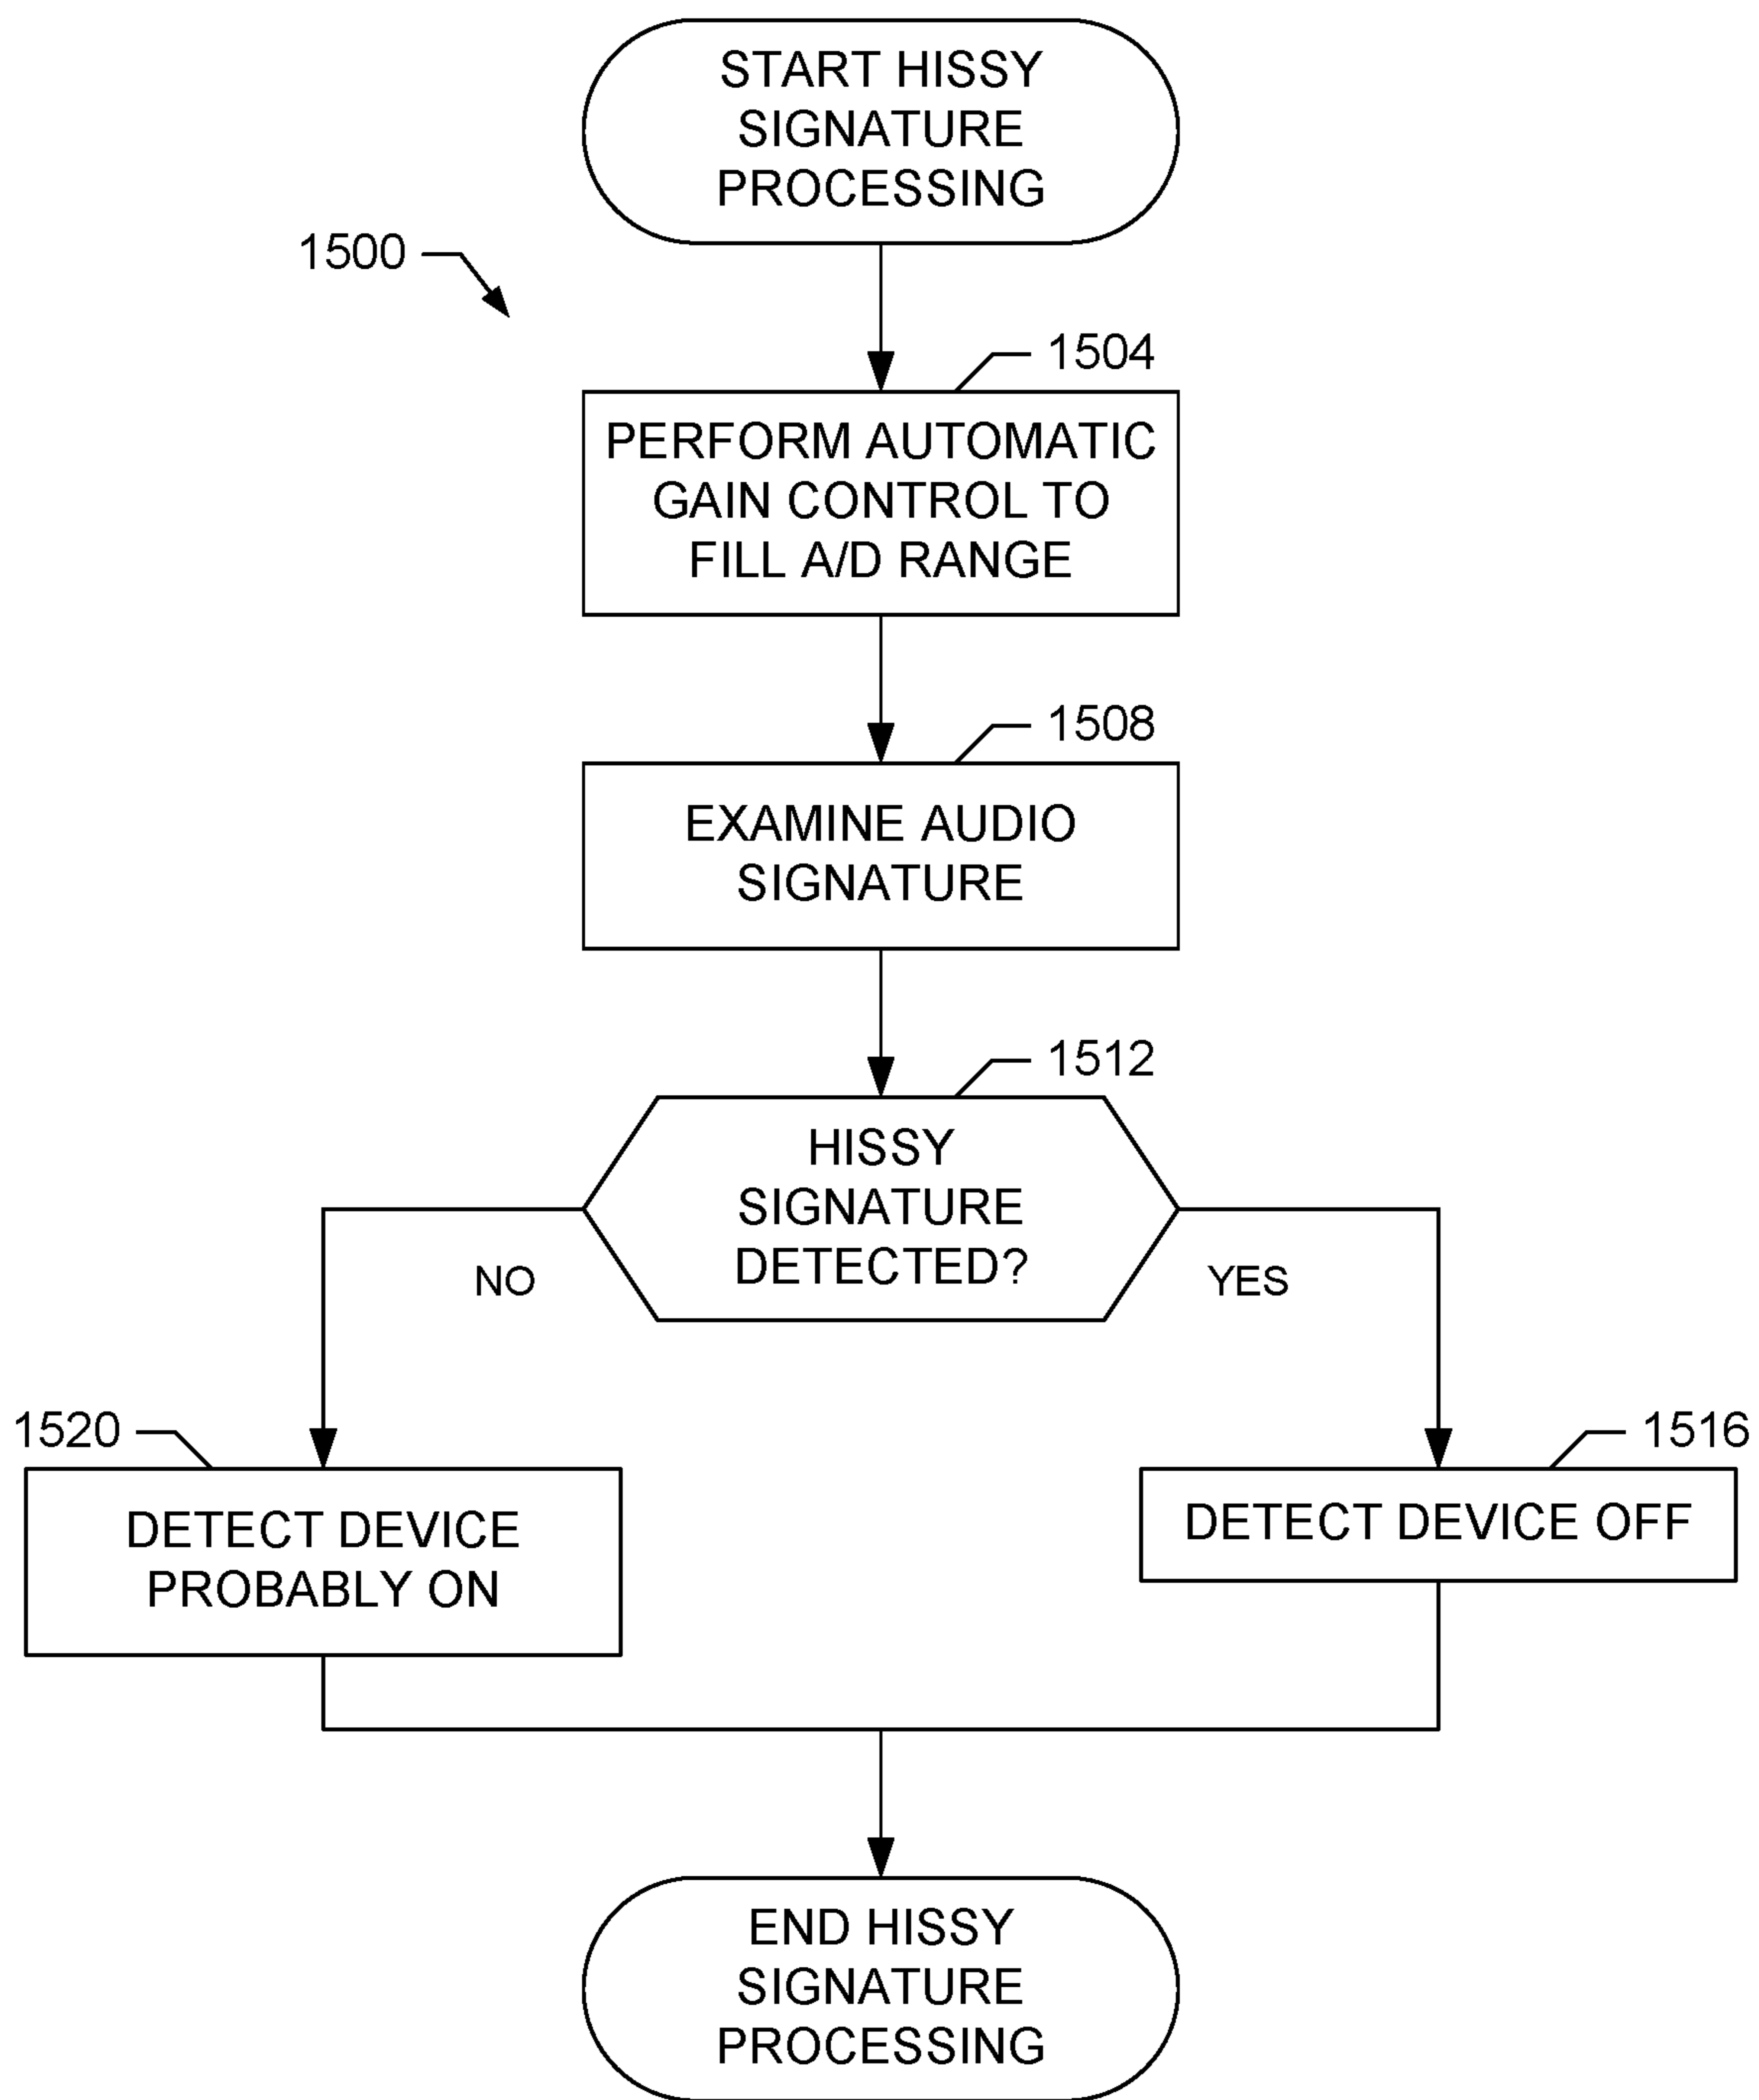 START HISSY
SIGNATURE
PROCESSING
1500
1504
PERFORM AUTOMATIC
GAIN CONTROL TO
FILL A/D RANGE
1508
EXAMINE AUDIO
SIGNATURE
1512
HISSY
SIGNATURE
DETECTED?
NO
YES
1520
1516
DETECT DEVICE
PROBABLY ON
DETECT DEVICE OFF
END HISSY
SIGNATURE
PROCESSING